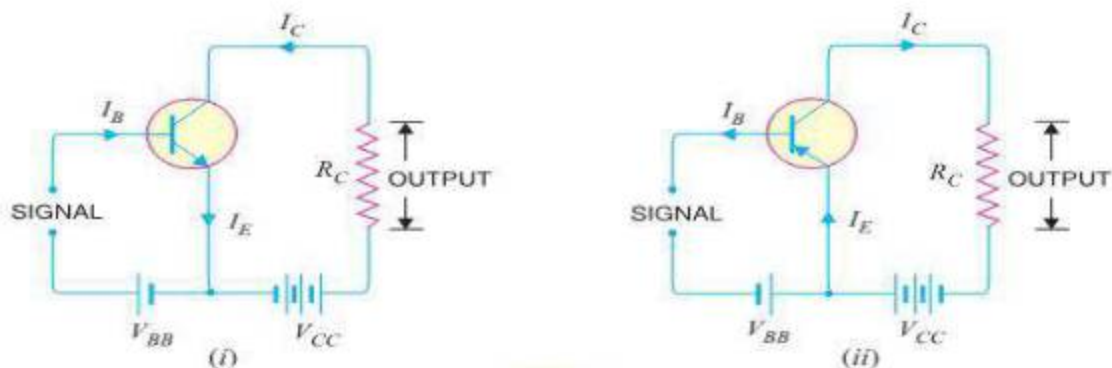 I_C
I_B
R_C
OUTPUT
SIGNAL
I_E
V_BB
V_CC
(i)
I_C
I_B
R_C
OUTPUT
SIGNAL
I_E
V_BB
V_CC
(ii)